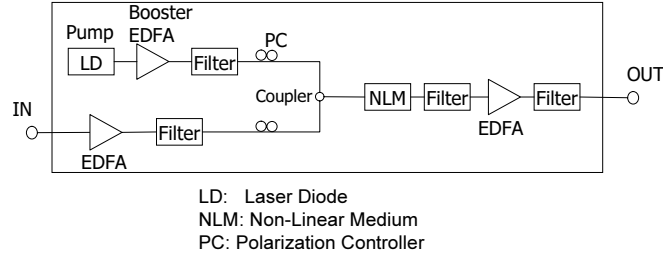 Booster
Pump EDFA PC
LD Filter
OUT
Coupler NLM Filter Filter
IN
EDFA
Filter
EDFA
LD: Laser Diode
NLM: Non-Linear Medium
PC: Polarization Controller